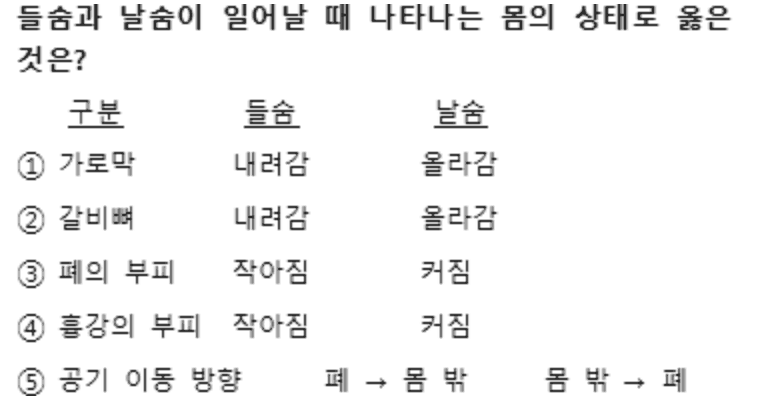 들숨과 날숨이 일어날 때 나타나는 몸의 상태로 옳은
것은?
구분 들숨 날숨
① 가로막 내려감 올라감
② 갈비뼈 내려감 올라감
③ 폐의 부피 작아짐 커짐
④ 흉강의 부피 작아짐 커짐
⑤ 공기 이동 방향 폐 → 몸 밖 몸 밖 → 폐